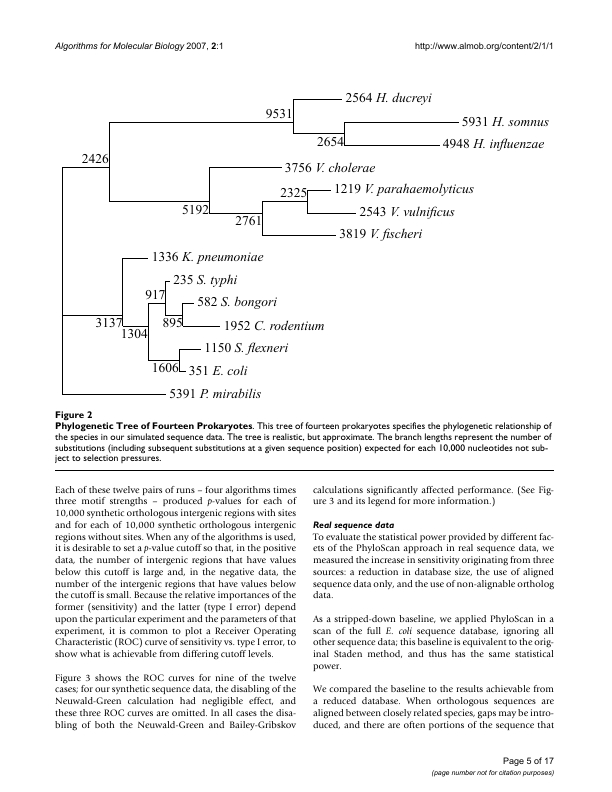 Algorithms for Molecular Biology 2007, 2:1
http://www.almob.org/content/2/1/1
2564 H. ducreyi
9531
5931 H. somnus
2654
4948 H. influenzae
2426
3756 V. cholerae
2325
1219 V. parahaemolyticus
5192
2543 V. vulnificus
2761
3819 V. fischeri
1336 K. pneumoniae
235 S. typhi
917
582 S. bongori
3137
895
1952 C. rodentium
1304
1150 S. flexneri
1606
351 E. coli
5391 P. mirabilis
Figure 2
Phylogenetic Tree of Fourteen Prokaryotes. This tree of fourteen prokaryotes specifies the phylogenetic relationship of
the species in our simulated sequence data. The tree is realistic, but approximate. The branch lengths represent the number of
substitutions (including subsequent substitutions at a given sequence position) expected for each 10,000 nucleotides not sub-
ject to selection pressures.
Each of these twelve pairs of runs – four algorithms times
three motif strengths – produced p-values for each of
10,000 synthetic orthologous intergenic regions with sites
and for each of 10,000 synthetic orthologous intergenic
regions without sites. When any of the algorithms is used,
it is desirable to set a p-value cutoff so that, in the positive
data, the number of intergenic regions that have values
below this cutoff is large and, in the negative data, the
number of the intergenic regions that have values below
the cutoff is small. Because the relative importances of the
former (sensitivity) and the latter (type I error) depend
upon the particular experiment and the parameters of that
experiment, it is common to plot a Receiver Operating
Characteristic (ROC) curve of sensitivity vs. type I error, to
show what is achievable from differing cutoff levels.
Figure 3 shows the ROC curves for nine of the twelve
cases; for our synthetic sequence data, the disabling of the
Neuwald-Green calculation had negligible effect, and
these three ROC curves are omitted. In all cases the disa-
bling of both the Neuwald-Green and Bailey-Gribskov
calculations significantly affected performance. (See Fig-
ure 3 and its legend for more information.)
Real sequence data
To evaluate the statistical power provided by different fac-
ets of the PhyloScan approach in real sequence data, we
measured the increase in sensitivity originating from three
sources: a reduction in database size, the use of aligned
sequence data only, and the use of non-alignable ortholog
data.
As a stripped-down baseline, we applied PhyloScan in a
scan of the full E. coli sequence database, ignoring all
other sequence data; this baseline is equivalent to the orig-
inal Staden method, and thus has the same statistical
power.
We compared the baseline to the results achievable from
a reduced database. When orthologous sequences are
aligned between closely related species, gaps may be intro-
duced, and there are often portions of the sequence that
Page 5 of 17
(page number not for citation purposes)